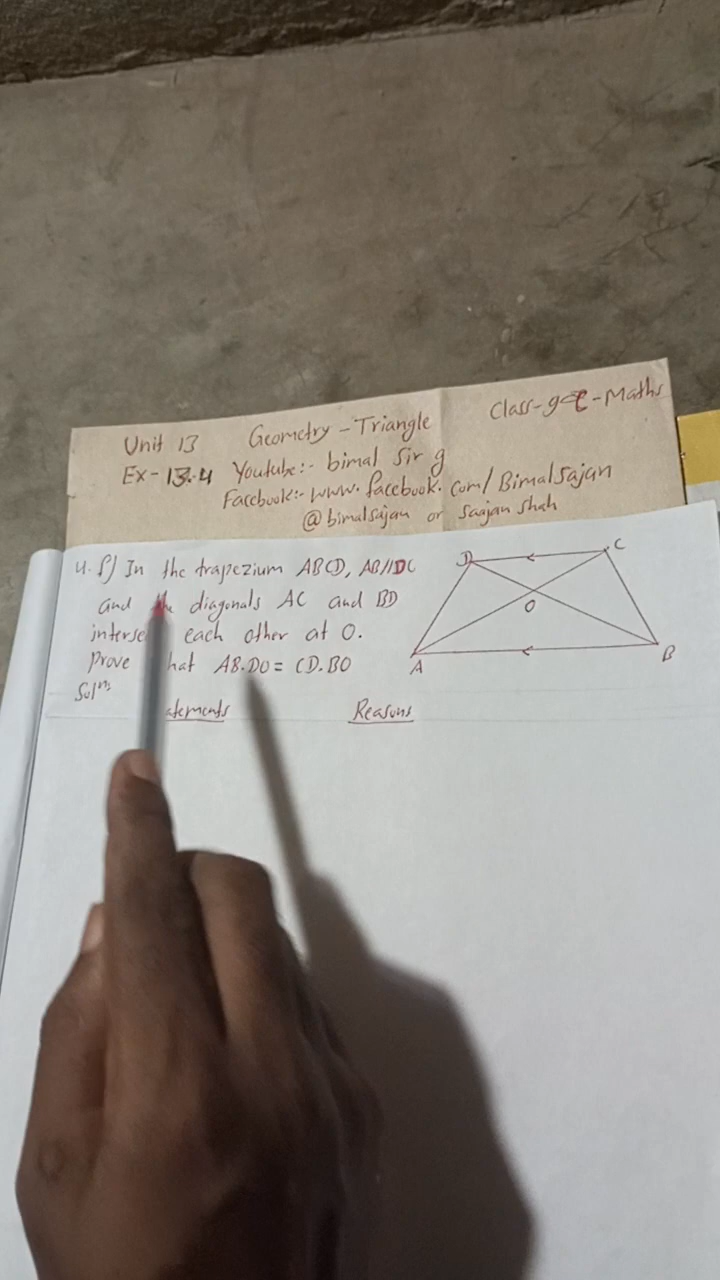 Unit 13 Geometry - Triangle Class-9 - Maths
Ex - 13.4 Youtube:- bimal Sir g
Facebook:- www.facebook.com/Bimalsajan
@bimalsajan or Saajan Shah
4. f) In the trapezium ABCD, AB//DC
and diagonals AC and BD
each other at O.
Prove AB.DO = CD.BO
Solⁿ:
Reasons
D
C
O
A
B